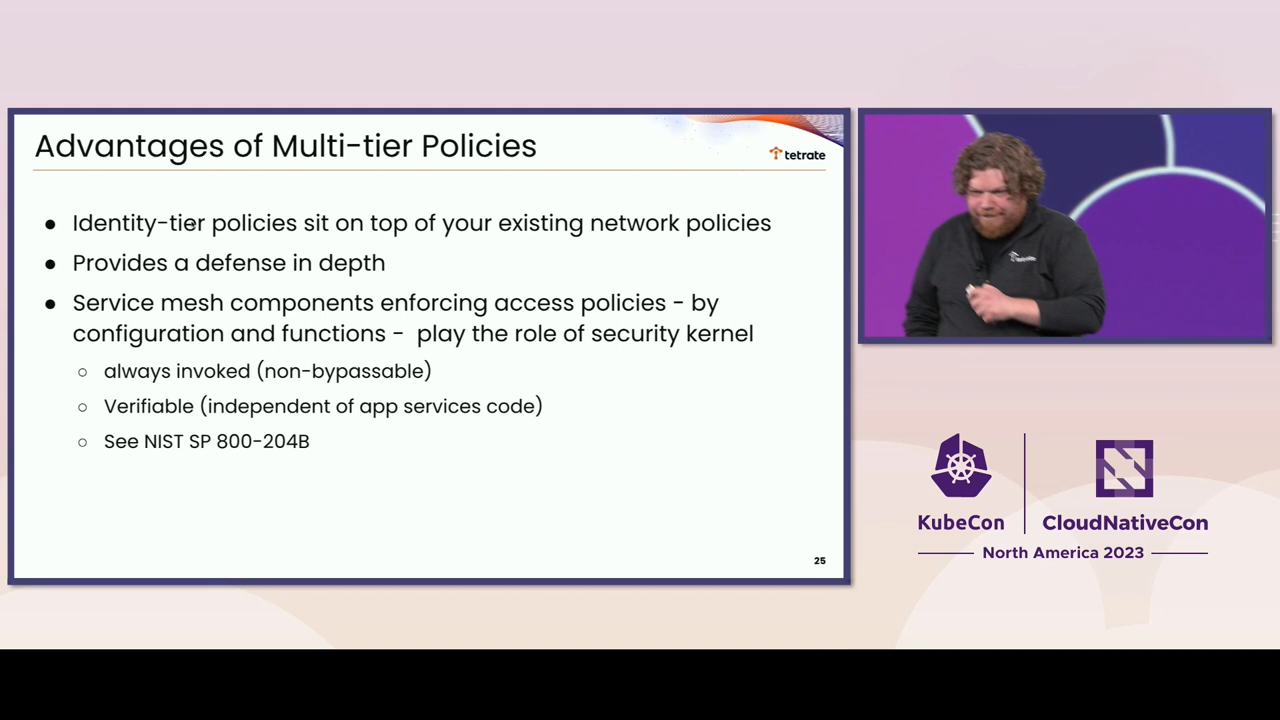 Advantages of Multi-tier Policies
tetrate
● Identity-tier policies sit on top of your existing network policies
● Provides a defense in depth
● Service mesh components enforcing access policies - by
configuration and functions - play the role of security kernel
○ always invoked (non-bypassable)
○ Verifiable (independent of app services code)
○ See NIST SP 800-204B
25
KubeCon
CloudNativeCon
North America 2023